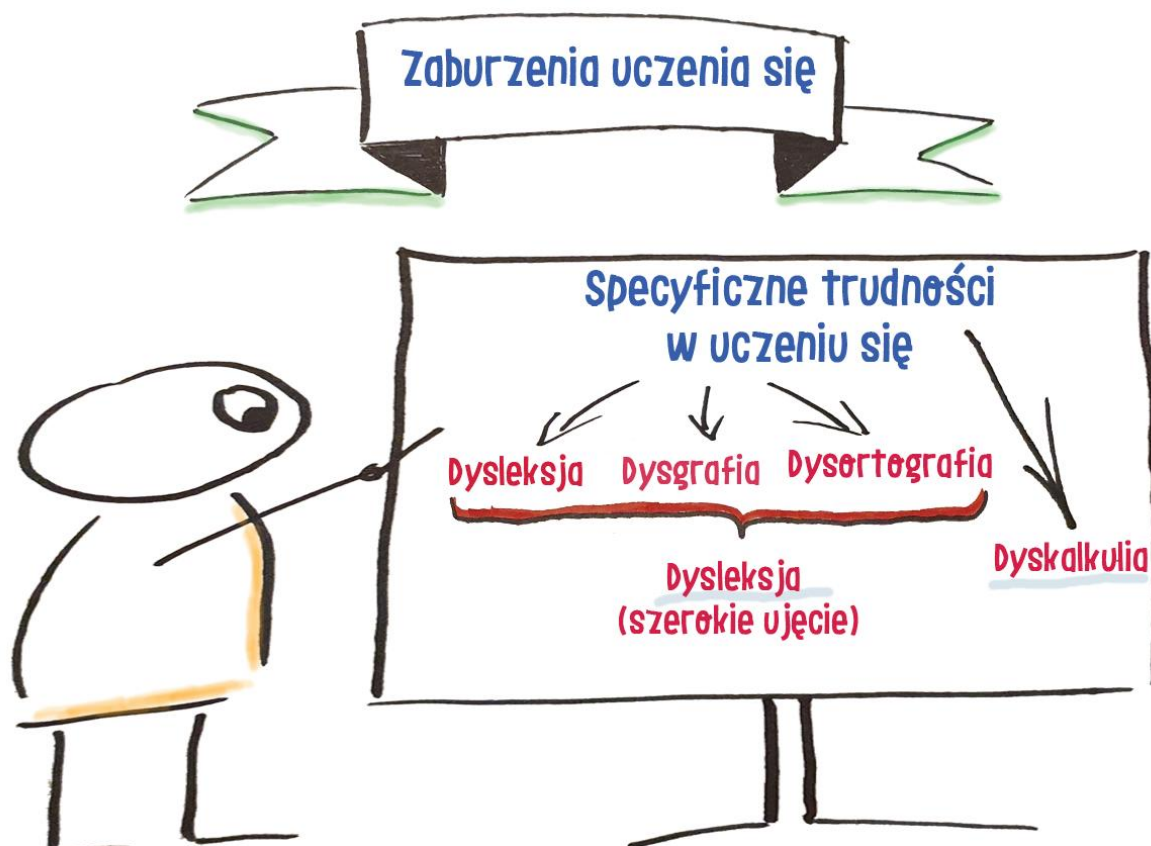 Zaburzenia uczenia się
Specyficzne trudności
w uczeniu się
Dysleksja Dysgrafia Dysortografia
Dyskalkulia
Dysleksja
(szerokie ujęcie)